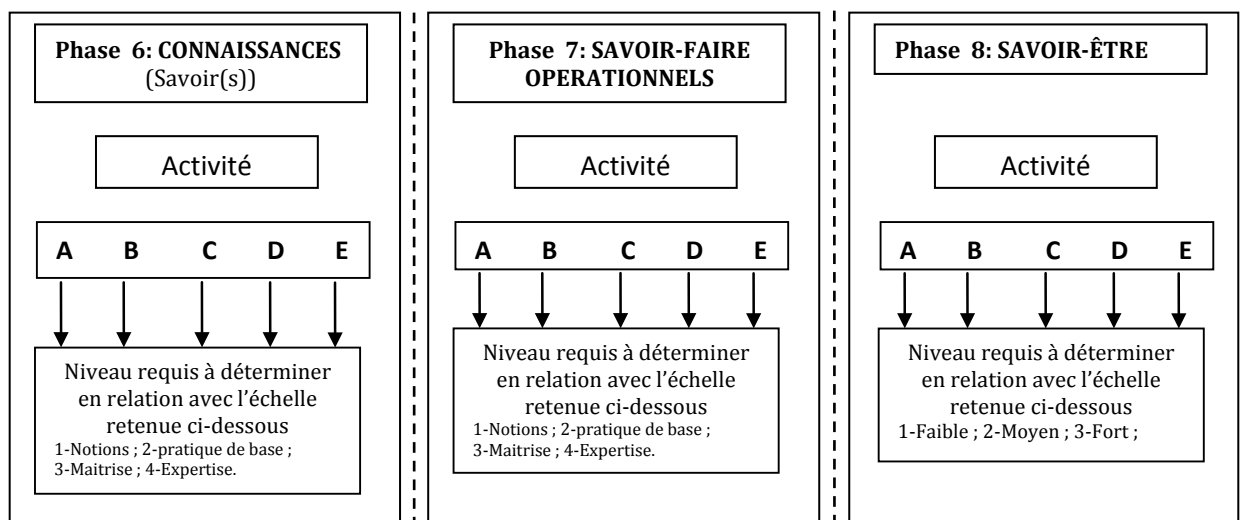 Phase 6: CONNAISSANCES
(Savoir(s))
Activité
A B C D E
Niveau requis à déterminer
en relation avec l’échelle
retenue ci-dessous
1-Notions ; 2-pratique de base ;
3-Maitrise ; 4-Expertise.
Phase 7: SAVOIR-FAIRE
OPERATIONNELS
Activité
A B C D E
Niveau requis à déterminer
en relation avec l’échelle
retenue ci-dessous
1-Notions ; 2-pratique de base ;
3-Maitrise ; 4-Expertise.
Phase 8: SAVOIR-ÊTRE
Activité
A B C D E
Niveau requis à déterminer
en relation avec l’échelle
retenue ci-dessous
1-Faible ; 2-Moyen ; 3-Fort ;